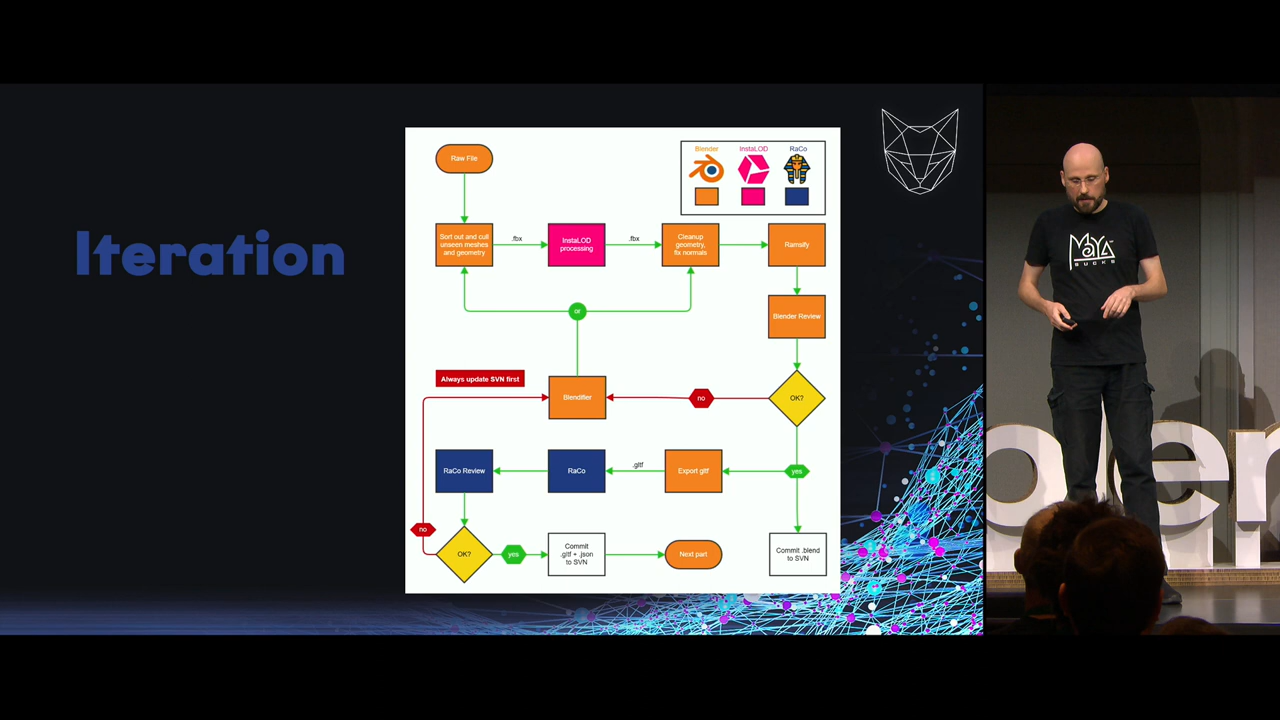 Iteration
Raw File
Blender
InstaLOD
RaCo
Sort out and cull
unseen meshes
and geometry
.fbx
InstaLOD
processing
.fbx
Cleanup
geometry,
fix normals
Ramsify
Blender Review
or
Always update SVN first
Blendifier
no
OK?
RaCo Review
RaCo
.gltf
Export gltf
yes
no
OK?
yes
Commit
.gltf + .json
to SVN
Next part
Commit .blend
to SVN
MAYA
SUCKS
len